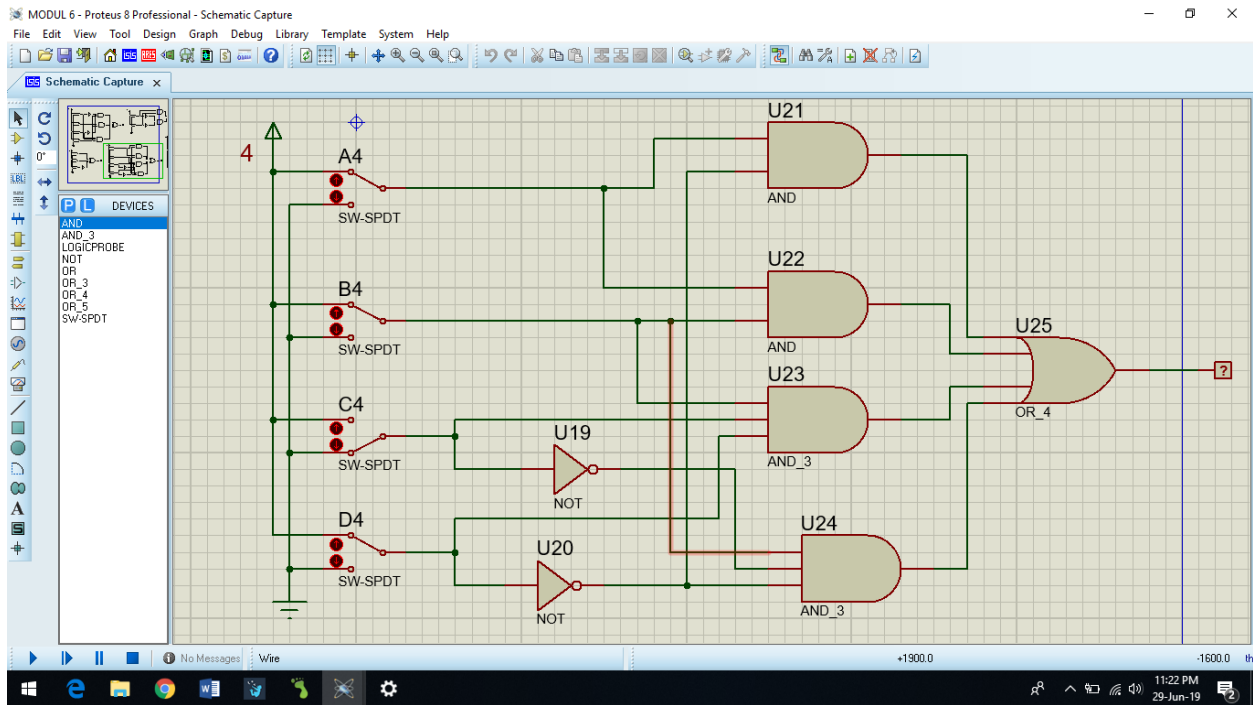 MODUL 6 - Proteus 8 Professional - Schematic Capture
File Edit View Tool Design Graph Debug Library Template System Help
Schematic Capture
0°
P L DEVICES
AND
AND_3
LOGICPROBE
NOT
OR
OR_3
OR_4
OR_5
SW-SPDT
4
A4
SW-SPDT
B4
SW-SPDT
C4
SW-SPDT
D4
SW-SPDT
U19
NOT
U20
NOT
U21
AND
U22
AND
U23
AND_3
U24
AND_3
U25
OR_4
?
No Messages
Wire
+1900.0
-1600.0
th
11:22 PM
29-Jun-19
2